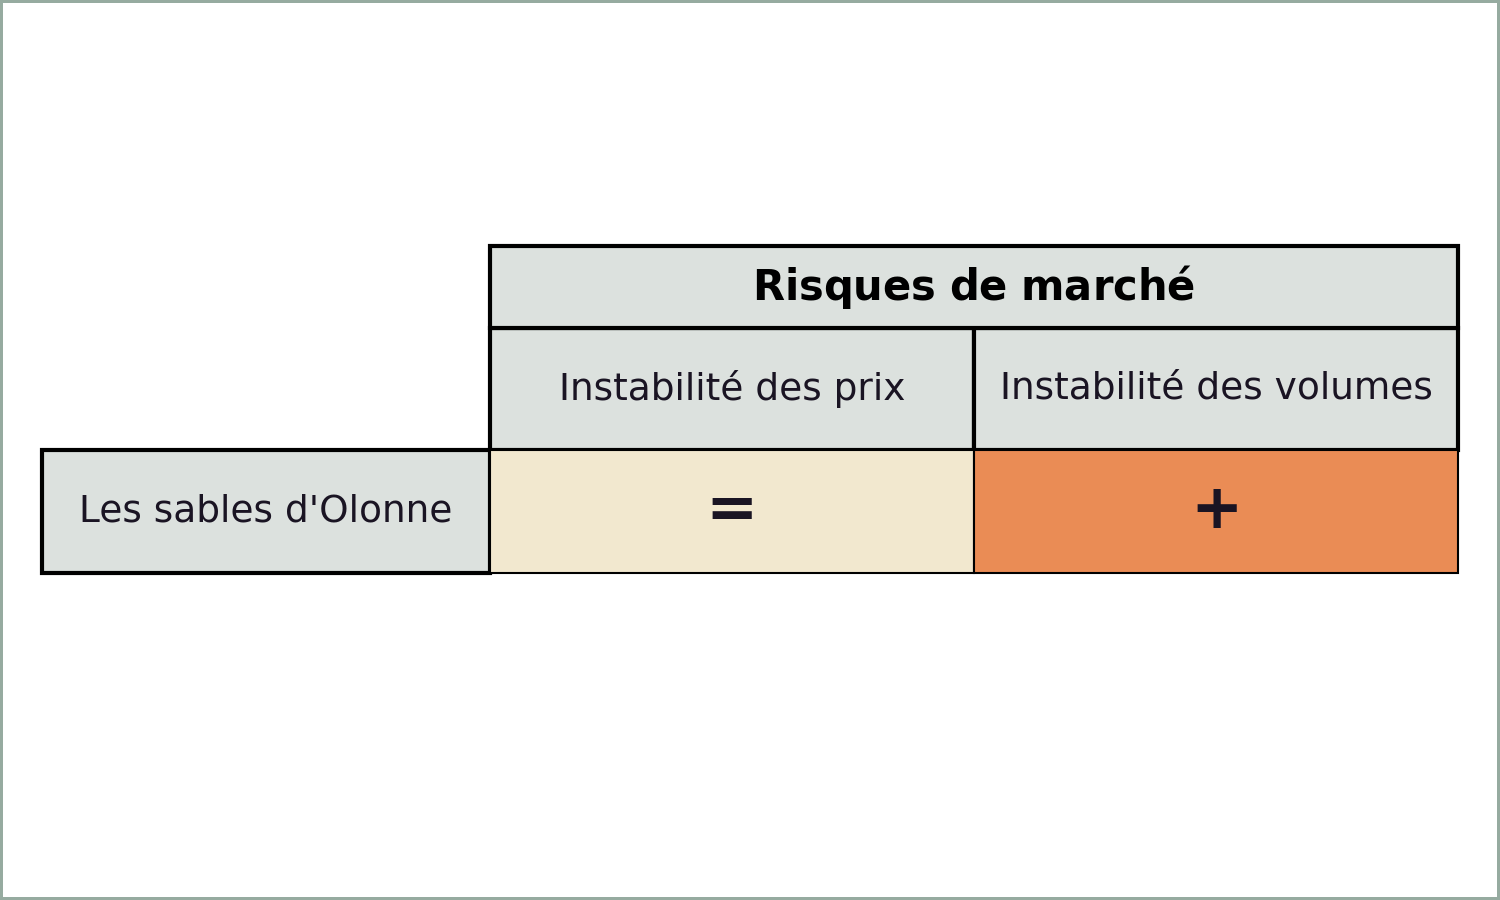 Risques de marché
Instabilité des prix
Instabilité des volumes
Les sables d'Olonne
=
+